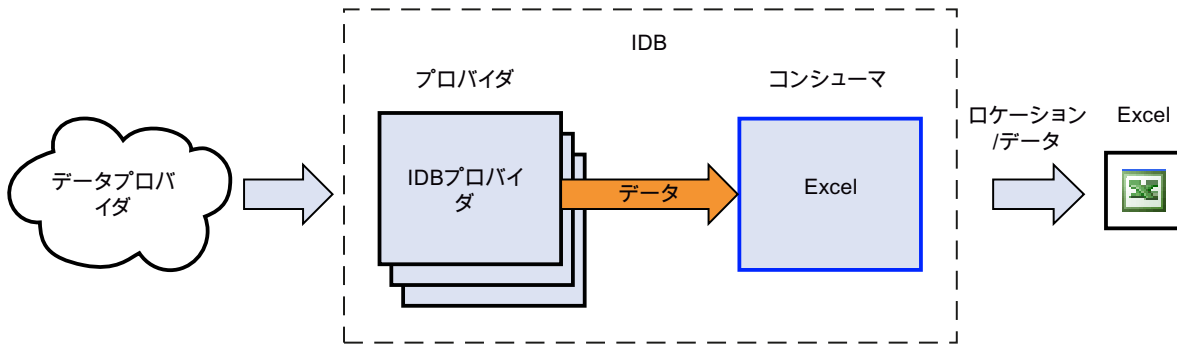 IDB
プロバイダ
コンシューマ
データプロバ
イダ
IDBプロバイ
ダ
データ
Excel
ロケーション
/データ
Excel